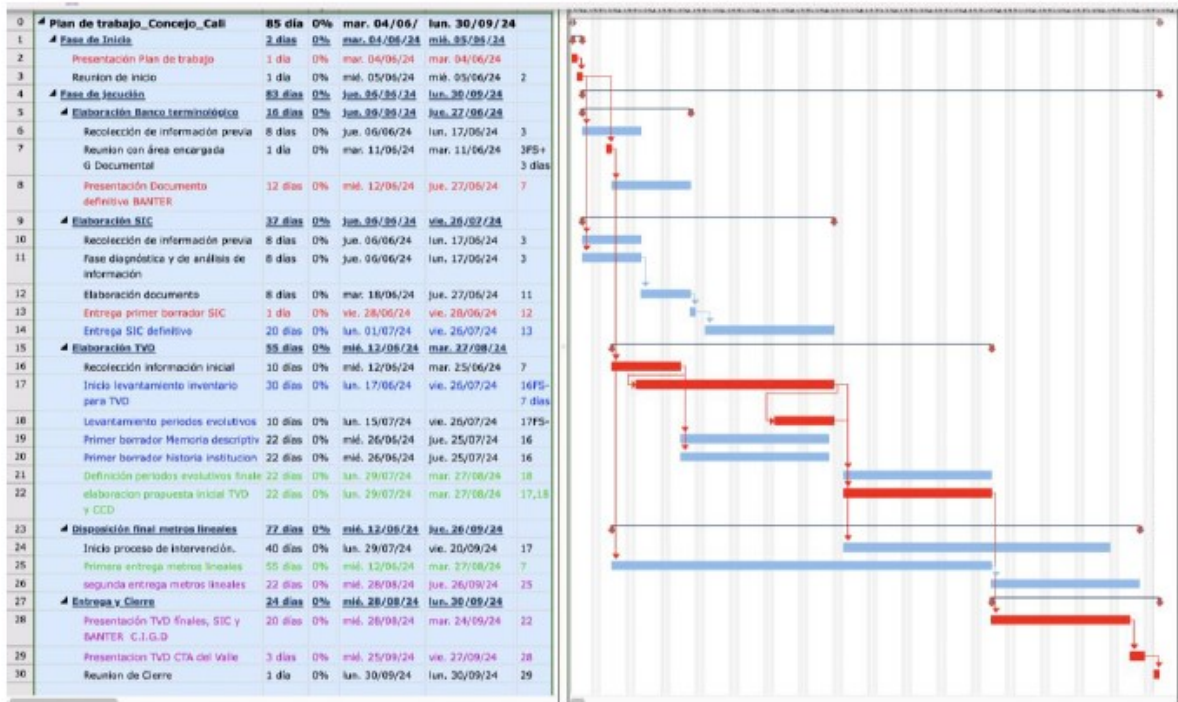 0 Plan de trabajo_Concejo_Cali 85 día 0% mar. 04/06/ lun. 30/09/24
1 Fase de Inicio 2 días 0% mar. 04/06/24 mié. 05/06/24
2 Presentación Plan de trabajo 1 día 0% mar. 04/06/24 mar. 04/06/24
3 Reunion de inicio 1 día 0% mié. 05/06/24 mié. 05/06/24 2
4 Fase de jecución 83 días 0% jue. 06/06/24 lun. 30/09/24
5 Elaboración Banco terminológico 16 días 0% jue. 06/06/24 jue. 27/06/24
6 Recolección de información previa 8 días 0% jue. 06/06/24 lun. 17/06/24 3
7 Reunion con área encargada 1 día 0% mar. 11/06/24 mar. 11/06/24 3FS+
G Documental 3 días
8 Presentación Documento 12 días 0% mié. 12/06/24 jue. 27/06/24 7
definitivo BANTER
9 Elaboración SIC 37 días 0% jue. 06/06/24 vie. 26/07/24
10 Recolección de información previa 8 días 0% jue. 06/06/24 lun. 17/06/24 3
11 Fase diagnóstica y de análisis de 8 días 0% jue. 06/06/24 lun. 17/06/24 3
información
12 Elaboración documento 8 días 0% mar. 18/06/24 jue. 27/06/24 11
13 Entrega primer borrador SIC 1 día 0% vie. 28/06/24 vie. 28/06/24 12
14 Entrega SIC definitivo 20 días 0% lun. 01/07/24 vie. 26/07/24 13
15 Elaboración TVD 55 días 0% mié. 12/06/24 mar. 27/08/24
16 Recolección información inicial 10 días 0% mié. 12/06/24 mar. 25/06/24 7
17 Inicio levantamiento inventario 30 días 0% lun. 17/06/24 vie. 26/07/24 16FS-
para TVD 7 días
18 Levantamiento periodos evolutivos 10 días 0% lun. 15/07/24 vie. 26/07/24 17FS-
19 Primer borrador Memoria descriptiv 22 días 0% mié. 26/06/24 jue. 25/07/24 16
20 Primer borrador historia institucion 22 días 0% mié. 26/06/24 jue. 25/07/24 16
21 Definición periodos evolutivos finale 22 días 0% lun. 29/07/24 mar. 27/08/24 18
22 elaboracion propuesta inicial TVD 22 días 0% lun. 29/07/24 mar. 27/08/24 17,18
y CCD
23 Disposición final metros lineales 77 días 0% mié. 12/06/24 jue. 26/09/24
24 Inicio proceso de intervención. 40 días 0% lun. 29/07/24 vie. 20/09/24 17
25 Primera entrega metros lineales 55 días 0% mié. 12/06/24 mar. 27/08/24 7
26 segunda entrega metros lineales 22 días 0% mié. 28/08/24 jue. 26/09/24 25
27 Entrega y Cierre 24 días 0% mié. 28/08/24 lun. 30/09/24
28 Presentación TVD finales, SIC y 20 días 0% mié. 28/08/24 mar. 24/09/24 22
BANTER C.I.G.D
29 Presentacion TVD CTA del Valle 3 días 0% mié. 25/09/24 vie. 27/09/24 28
30 Reunion de Cierre 1 día 0% lun. 30/09/24 lun. 30/09/24 29